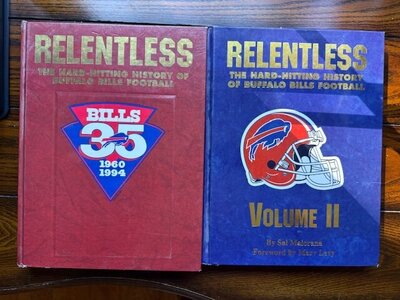 RELENTLESS
THE HARD-HITTING HISTORY OF
BUFFALO BILLS FOOTBALL
BILLS
35
1960
1994
RELENTLESS
THE HARD-HITTING HISTORY
OF BUFFALO BILLS FOOTBALL
VOLUME II
By Sal Maiorana
Foreword by Marv Levy